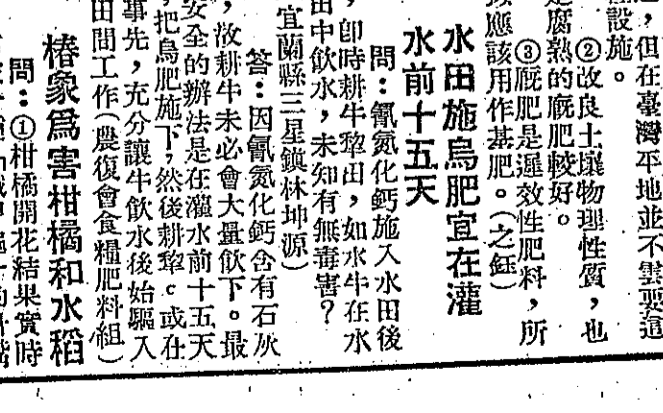 ，但在臺灣平地並不需要這
設施。
②改良土壤物理性質，也
是腐熟的廐肥較好。
③廐肥是遲效性肥料，所
應該用作基肥。（之鈺）
水田施烏肥宜在灌
水前十五天
問：氰氮化鈣施入水田後
，卽時耕牛犂田，如水牛在水
田中飲水，未知有無毒害？
宜蘭縣三星鎮林坤源）
答：因氰氮化鈣含有石灰
，故耕牛未必會大量飲下。最
安全的辦法是在灌水前十五天
，把烏肥施下，然後耕犂。或在
事先，充分讓牛飲水後始驅入
田間工作（農復會食糧肥料組）
椿象爲害柑橘和水稻
問：①柑橘開花結果實時